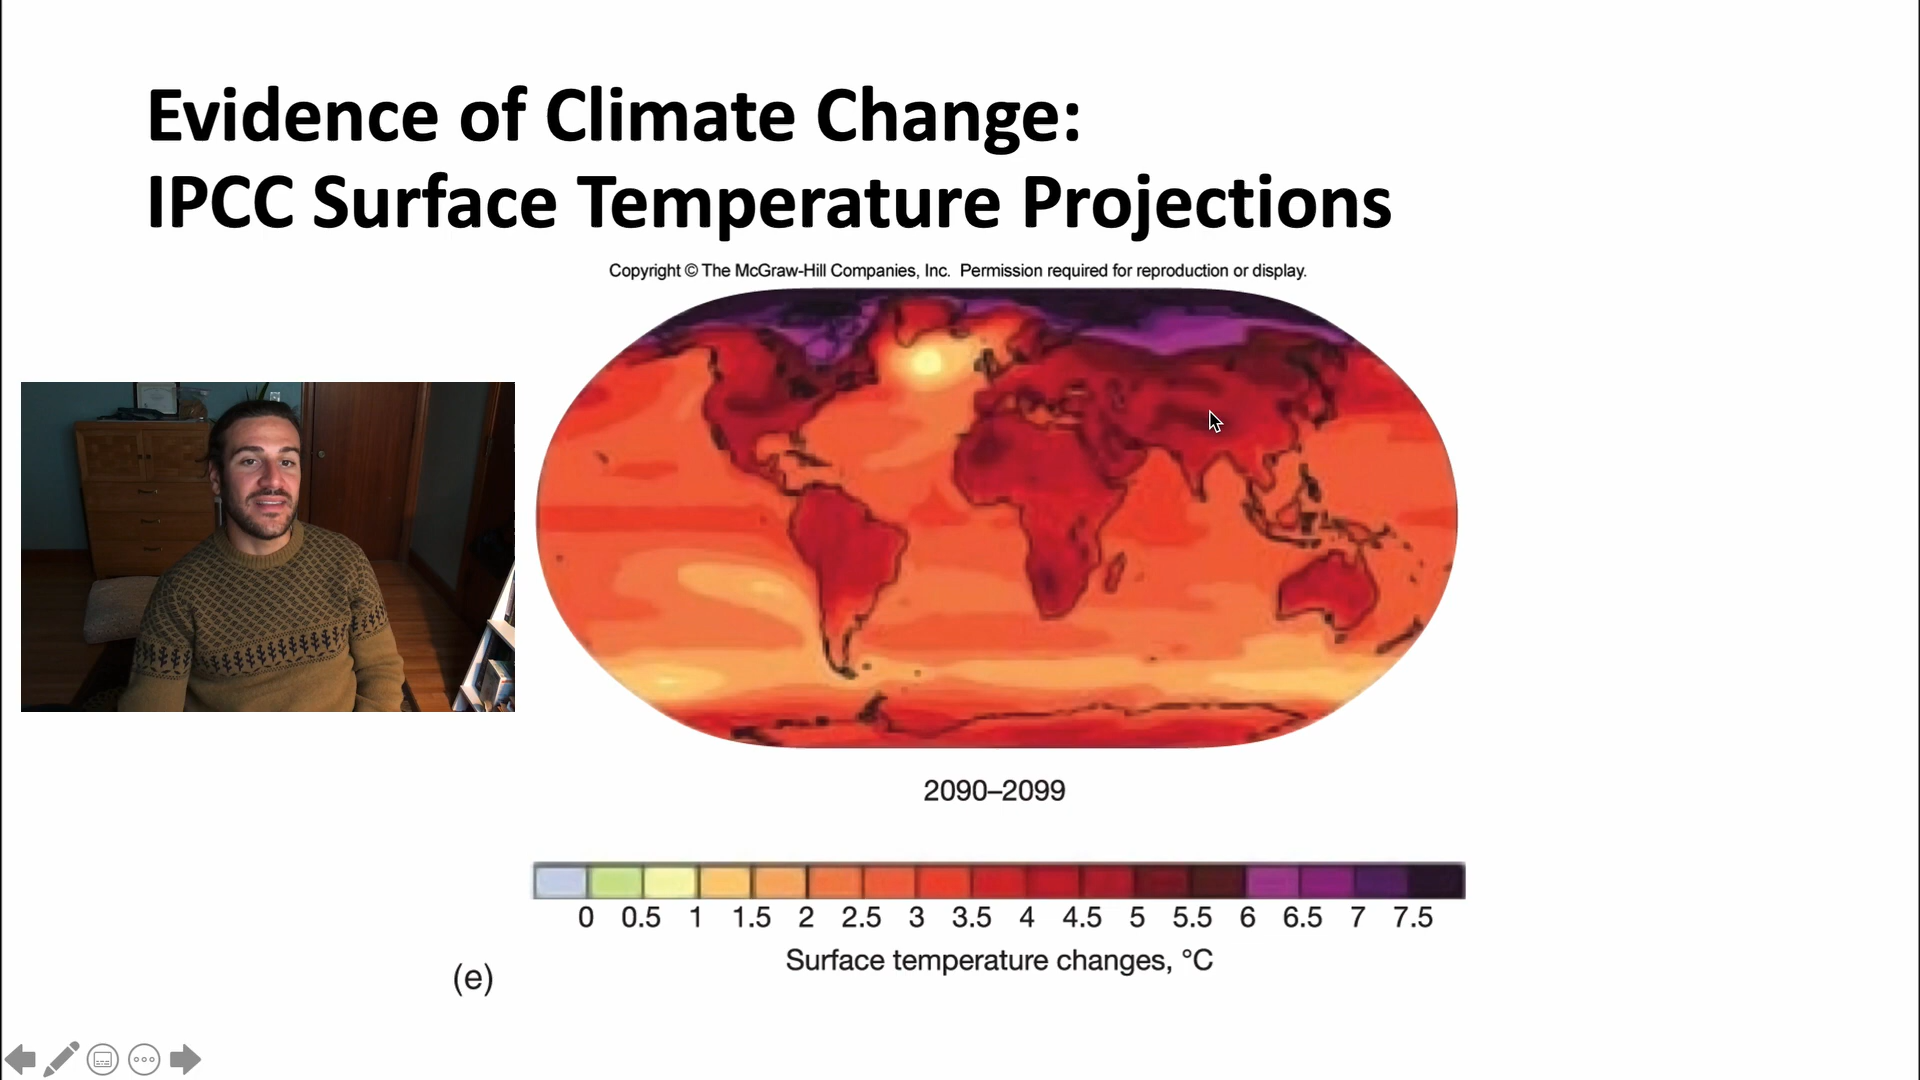 Evidence of Climate Change:
IPCC Surface Temperature Projections
Copyright © The McGraw-Hill Companies, Inc.  Permission required for reproduction or display.
2090–2099
0 0.5 1 1.5 2 2.5 3 3.5 4 4.5 5 5.5 6 6.5 7 7.5
Surface temperature changes, °C
(e)